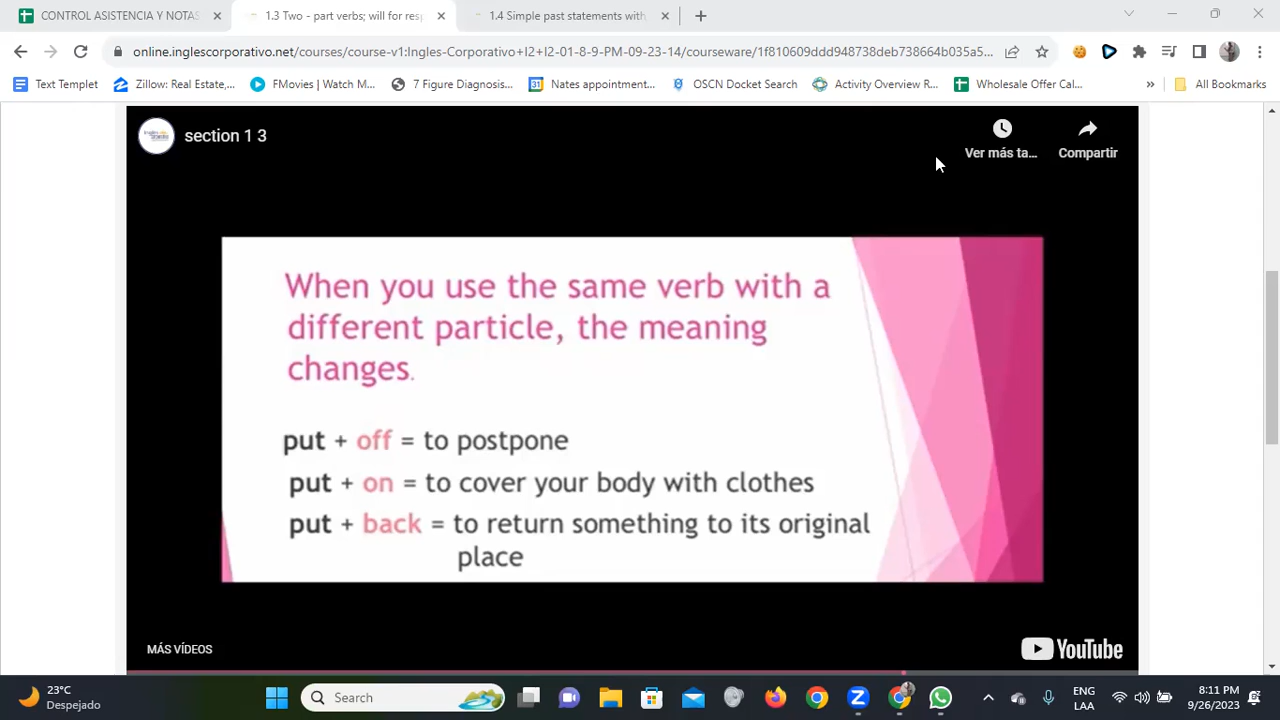 CONTROL ASISTENCIA Y NOTAS
1.3 Two - part verbs; will for res
1.4 Simple past statements with
online.inglescorporativo.net/courses/course-v1:Ingles-Corporativo+I2+I2-01-8-9-PM-09-23-14/courseware/1f810609ddd948738deb738664b035a5...
Text Templet
Zillow: Real Estate,...
FMovies | Watch M...
7 Figure Diagnosis...
Nates appointment...
OSCN Docket Search
Activity Overview R...
Wholesale Offer Cal...
»
All Bookmarks
section 1 3
Ver más ta...
Compartir
When you use the same verb with a
different particle, the meaning
changes.
put + off = to postpone
put + on = to cover your body with clothes
put + back = to return something to its original
place
MÁS VÍDEOS
YouTube
23°C
Despejado
Search
ENG
LAA
8:11 PM
9/26/2023